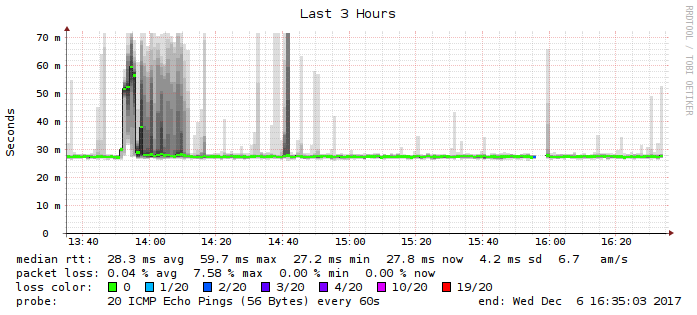 Last 3 Hours
RRDTOOL / TOBI OETIKER
Seconds
70 m
60 m
50 m
40 m
30 m
20 m
10 m
0
13:40 14:00 14:20 14:40 15:00 15:20 15:40 16:00 16:20
median rtt: 28.3 ms avg 59.7 ms max 27.2 ms min 27.8 ms now 4.2 ms sd 6.7 am/s
packet loss: 0.04 % avg 7.58 % max 0.00 % min 0.00 % now
loss color: 0 1/20 2/20 3/20 4/20 10/20 19/20
probe: 20 ICMP Echo Pings (56 Bytes) every 60s end: Wed Dec 6 16:35:03 2017